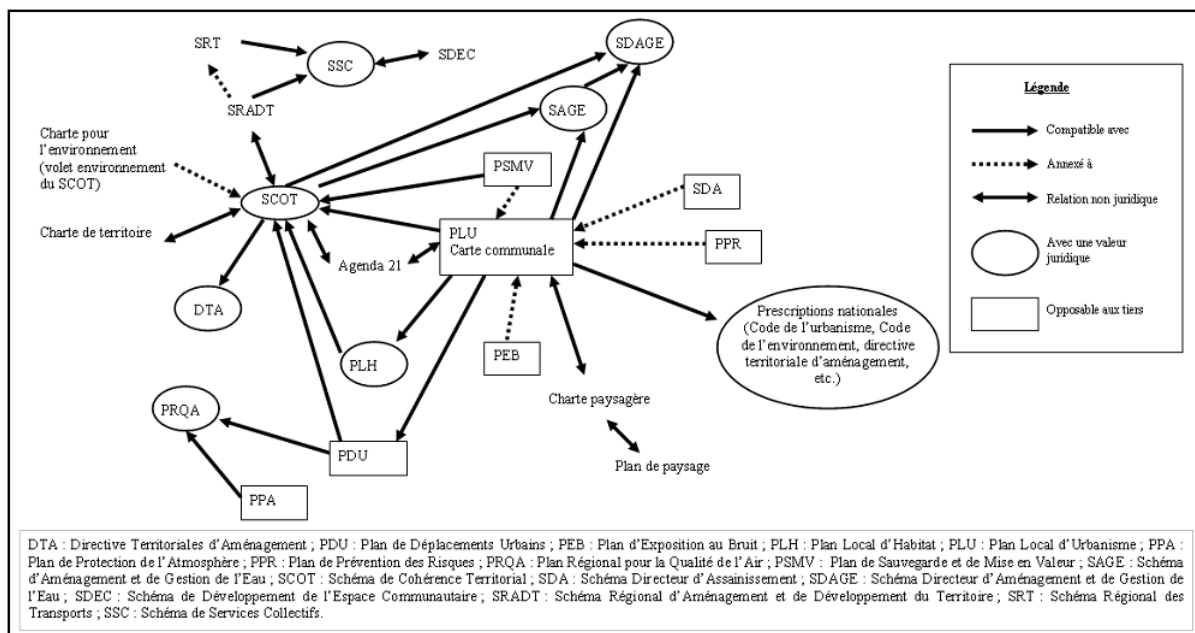 SRT
SSC
SDEC
SDAGE
SRADT
SAGE
Charte pour
l'environnement
(volet environnement
du SCOT)
PSMV
SCOT
SDA
Charte de territoire
PLU
Carte communale
PPR
Agenda 21
DTA
PLH
PEB
Prescriptions nationales
(Code de l'urbanisme, Code
de l'environnement, directive
territoriale d'aménagement,
etc.)
PRQA
Charte paysagère
PDU
Plan de paysage
PPA
Légende
Compatible avec
Annexé à
Relation non juridique
Avec une valeur
juridique
Opposable aux tiers
DTA : Directive Territoriales d'Aménagement ; PDU : Plan de Déplacements Urbains ; PEB : Plan d'Exposition au Bruit ; PLH : Plan Local d'Habitat ; PLU : Plan Local d'Urbanisme ; PPA :
Plan de Protection de l'Atmosphère ; PPR : Plan de Prévention des Risques ; PRQA : Plan Régional pour la Qualité de l'Air ; PSMV : Plan de Sauvegarde et de Mise en Valeur ; SAGE : Schéma
d'Aménagement et de Gestion de l'Eau ; SCOT : Schéma de Cohérence Territorial ; SDA : Schéma Directeur d'Assainissement ; SDAGE : Schéma Directeur d'Aménagement et de Gestion de
l'Eau ; SDEC : Schéma de Développement de l'Espace Communautaire ; SRADT : Schéma Régional d'Aménagement et de Développement du Territoire ; SRT : Schéma Régional des
Transports ; SSC : Schéma de Services Collectifs.